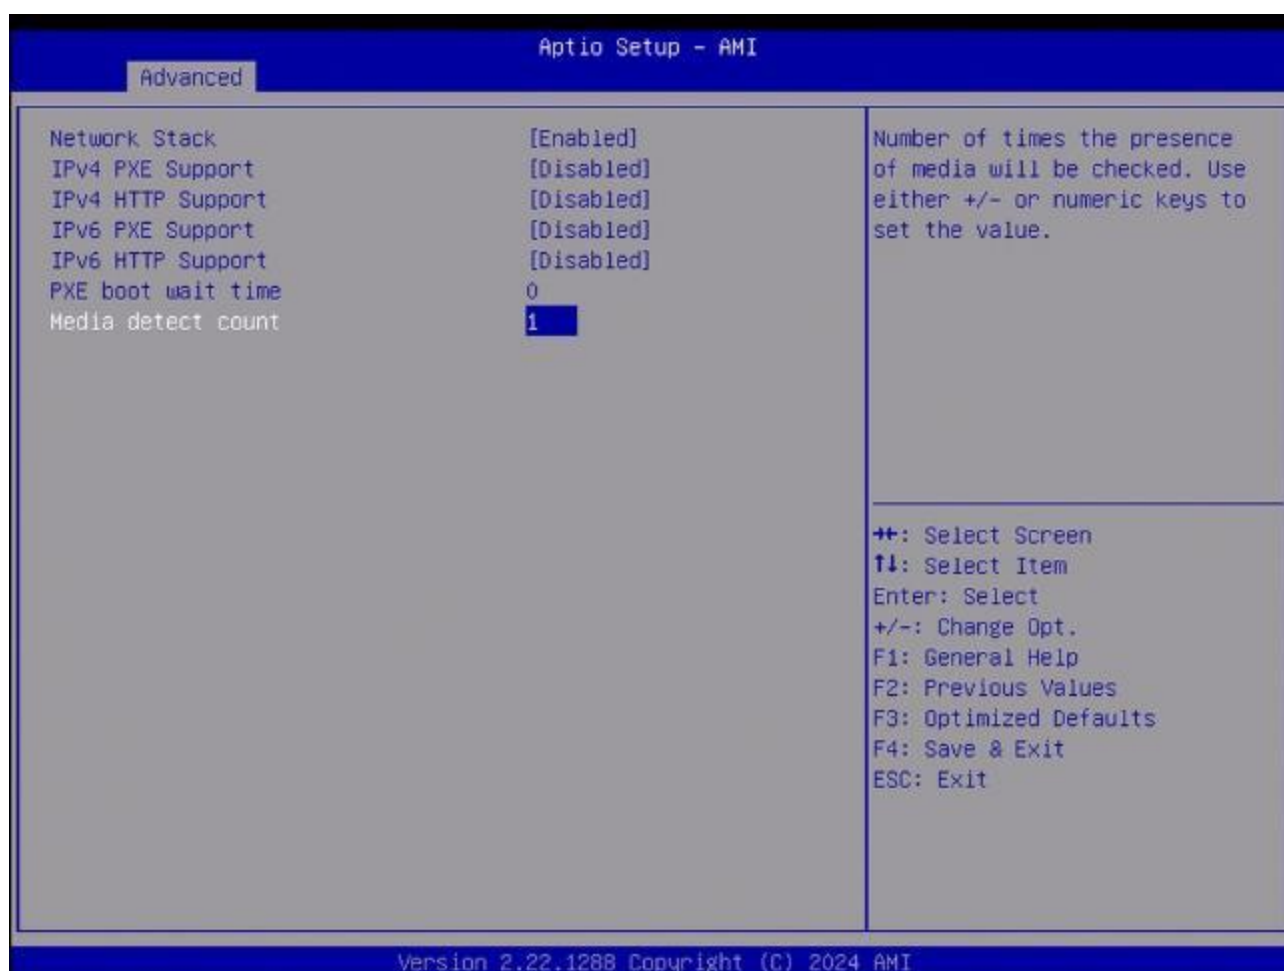 Aptio Setup – AMI
Advanced
Network Stack [Enabled]
IPv4 PXE Support [Disabled]
IPv4 HTTP Support [Disabled]
IPv6 PXE Support [Disabled]
IPv6 HTTP Support [Disabled]
PXE boot wait time 0
Media detect count 1
Number of times the presence
of media will be checked. Use
either +/- or numeric keys to
set the value.
→←: Select Screen
↑↓: Select Item
Enter: Select
+/-: Change Opt.
F1: General Help
F2: Previous Values
F3: Optimized Defaults
F4: Save & Exit
ESC: Exit
Version 2.22.1288 Copyright (C) 2024 AMI